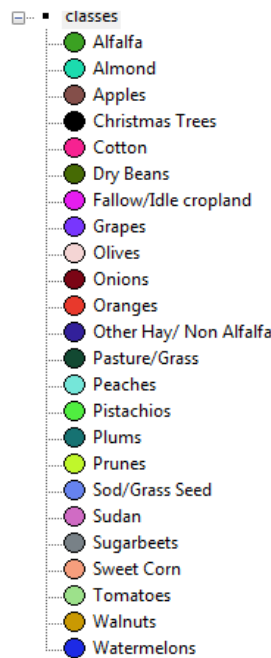 classes
Alfalfa
Almond
Apples
Christmas Trees
Cotton
Dry Beans
Fallow/Idle cropland
Grapes
Olives
Onions
Oranges
Other Hay/ Non Alfalfa
Pasture/Grass
Peaches
Pistachios
Plums
Prunes
Sod/Grass Seed
Sudan
Sugarbeets
Sweet Corn
Tomatoes
Walnuts
Watermelons